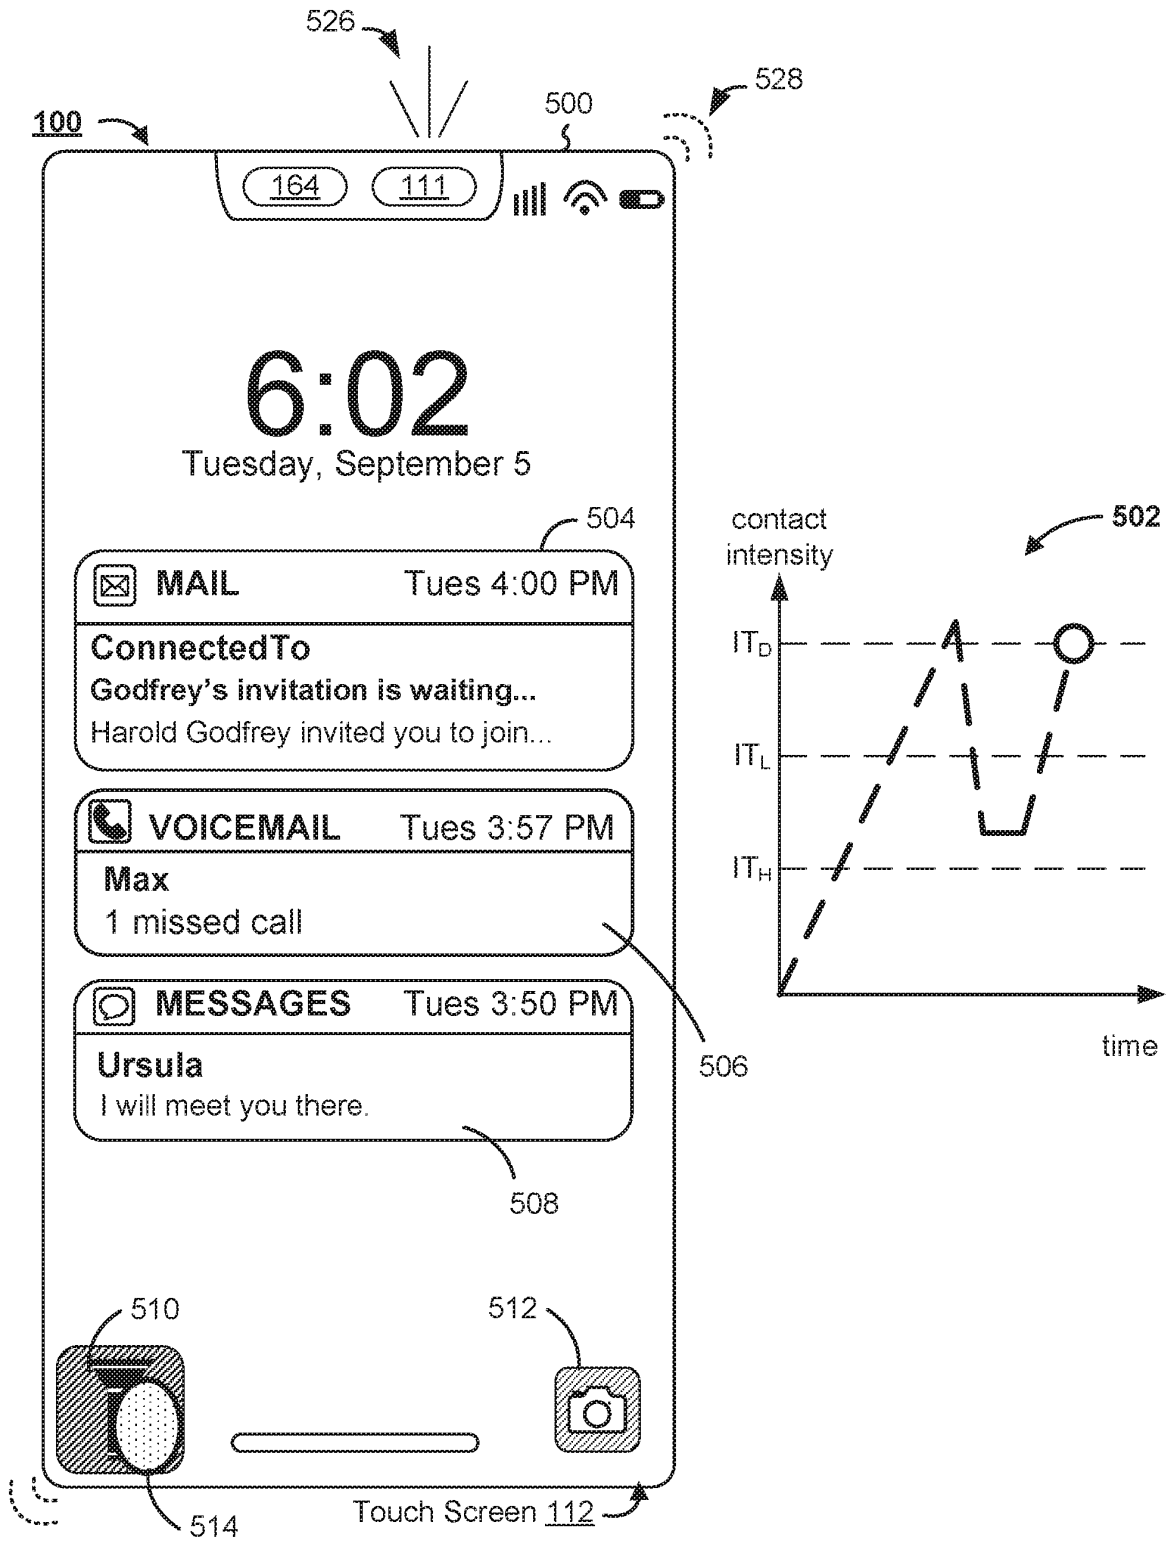 526
528
500
100
164
111
6:02
Tuesday, September 5
504
MAIL Tues 4:00 PM
ConnectedTo
Godfrey's invitation is waiting...
Harold Godfrey invited you to join...
VOICEMAIL Tues 3:57 PM
Max
1 missed call
MESSAGES Tues 3:50 PM
Ursula
I will meet you there.
506
508
510
512
514
Touch Screen 112
502
contact
intensity
IT_D
IT_L
IT_H
time